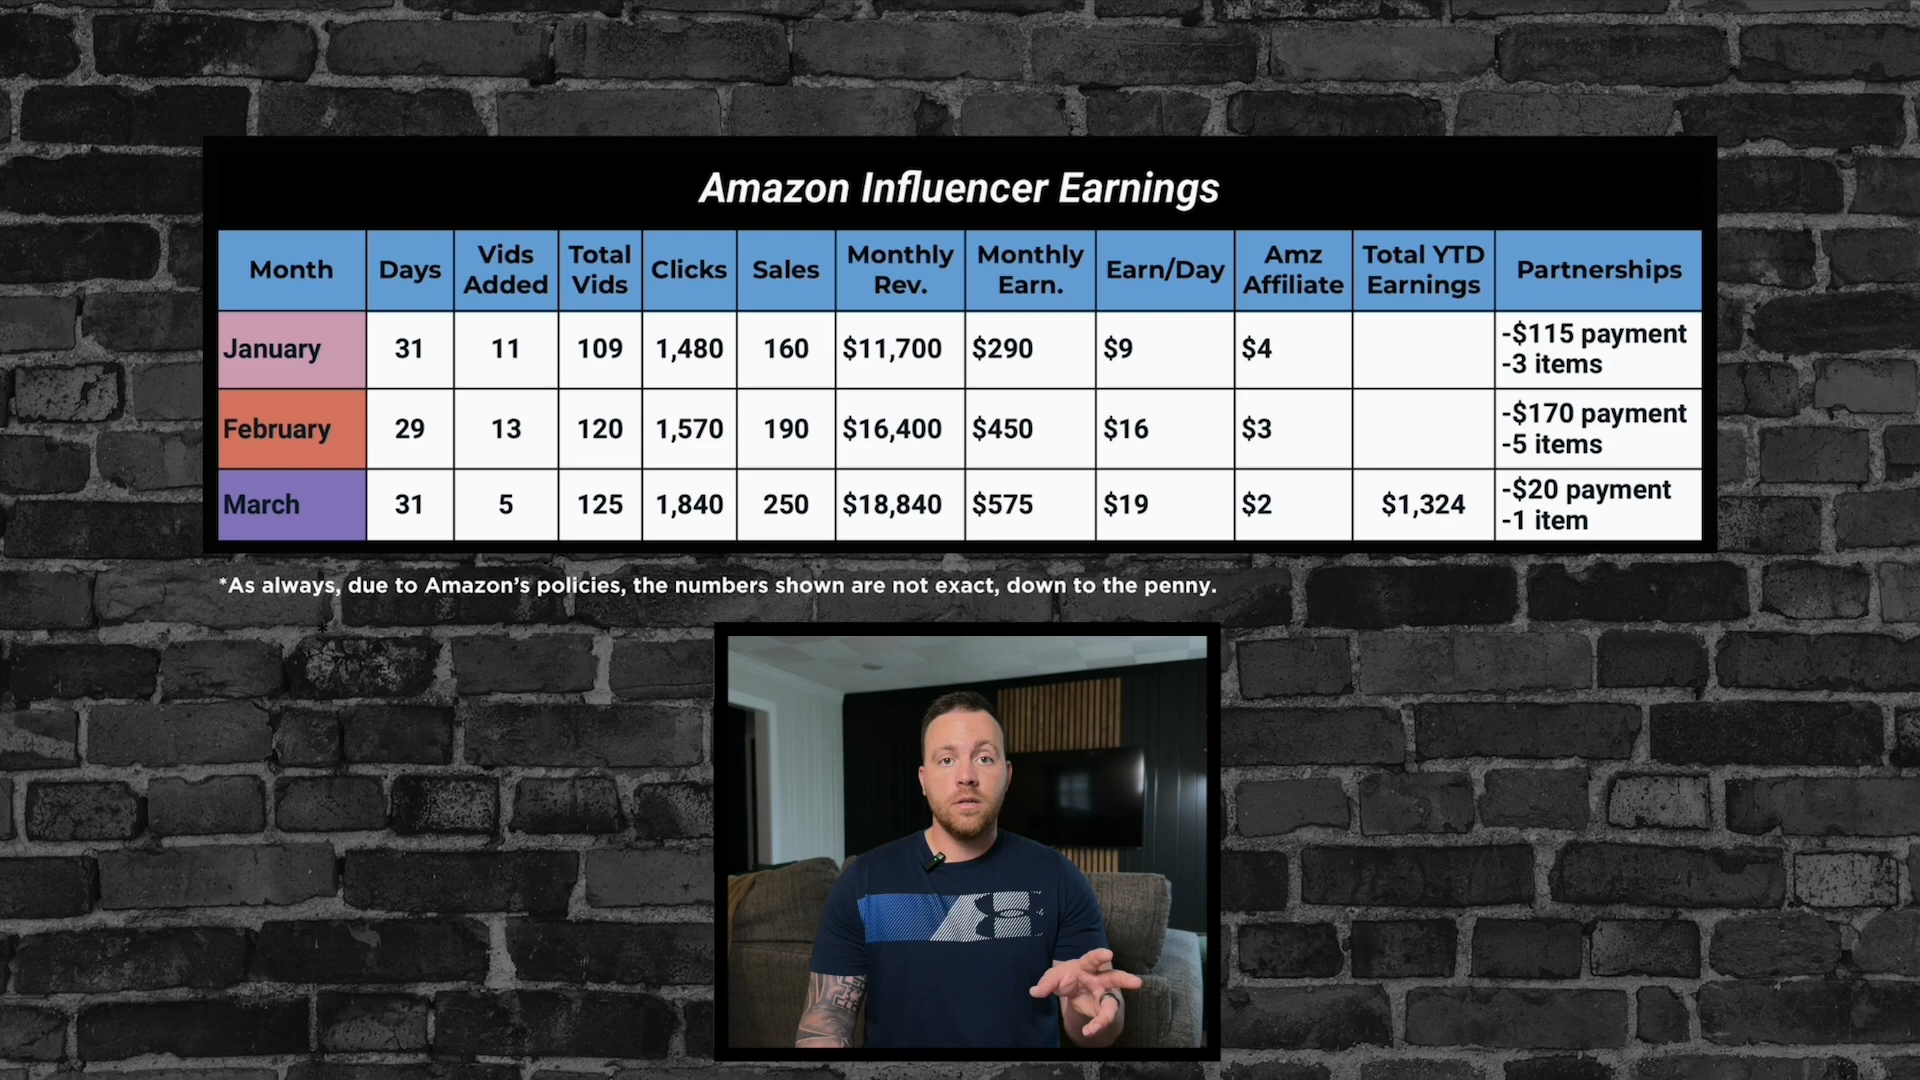 Amazon Influencer Earnings
Month Days Vids Added Total Vids Clicks Sales Monthly Rev. Monthly Earn. Earn/Day Amz Affiliate Total YTD Earnings Partnerships
January 31 11 109 1,480 160 $11,700 $290 $9 $4 -$115 payment
-3 items
February 29 13 120 1,570 190 $16,400 $450 $16 $3 -$170 payment
-5 items
March 31 5 125 1,840 250 $18,840 $575 $19 $2 $1,324 -$20 payment
-1 item
*As always, due to Amazon’s policies, the numbers shown are not exact, down to the penny.